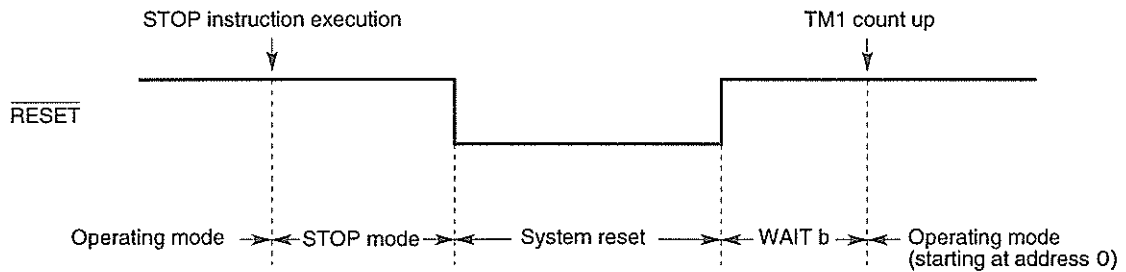 STOP instruction execution
TM1 count up
RESET
Operating mode
STOP mode
System reset
WAIT b
Operating mode
(starting at address 0)